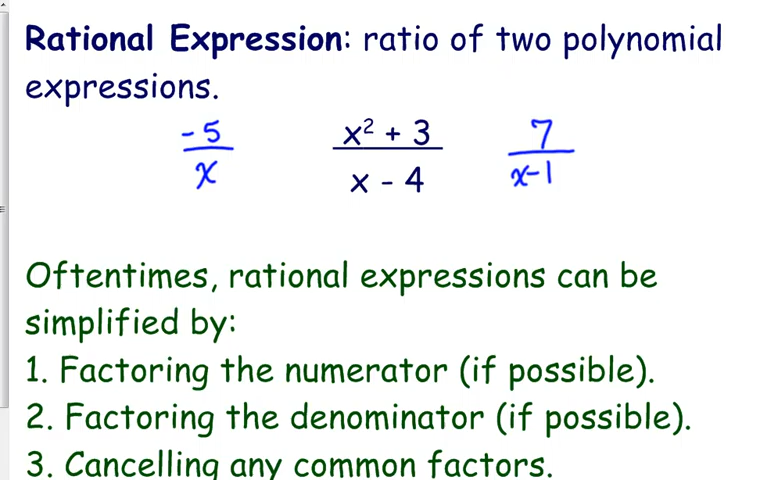 Rational Expression: ratio of two polynomial
expressions.
-5/x    x² + 3/x - 4    7/x-1
Oftentimes, rational expressions can be
simplified by:
1. Factoring the numerator (if possible).
2. Factoring the denominator (if possible).
3. Cancelling any common factors.